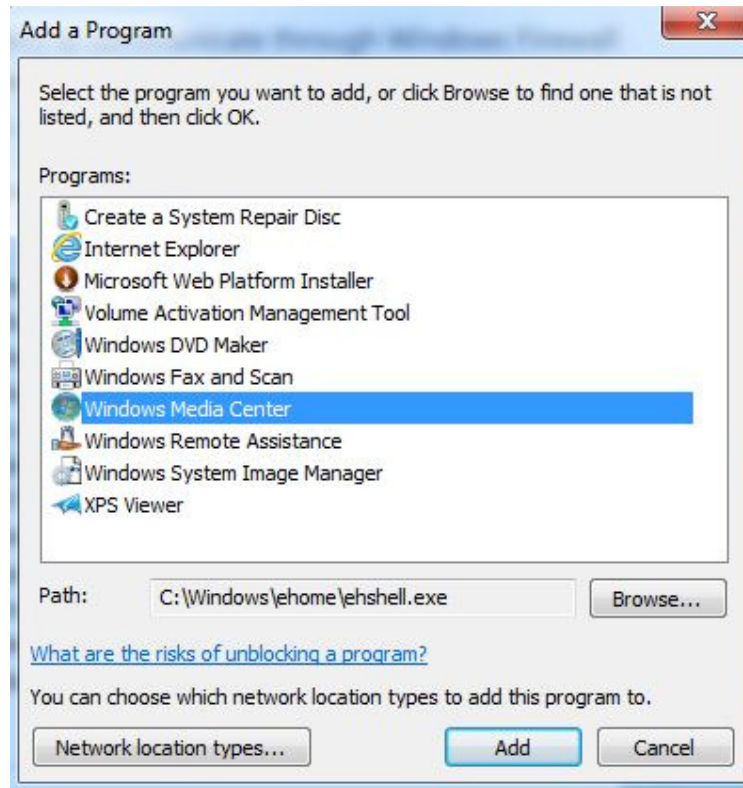 Add a Program
Select the program you want to add, or click Browse to find one that is not
listed, and then click OK.
Programs:
Create a System Repair Disc
Internet Explorer
Microsoft Web Platform Installer
Volume Activation Management Tool
Windows DVD Maker
Windows Fax and Scan
Windows Media Center
Windows Remote Assistance
Windows System Image Manager
XPS Viewer
Path: C:\Windows\ehome\ehshell.exe Browse...
What are the risks of unblocking a program?
You can choose which network location types to add this program to.
Network location types... Add Cancel